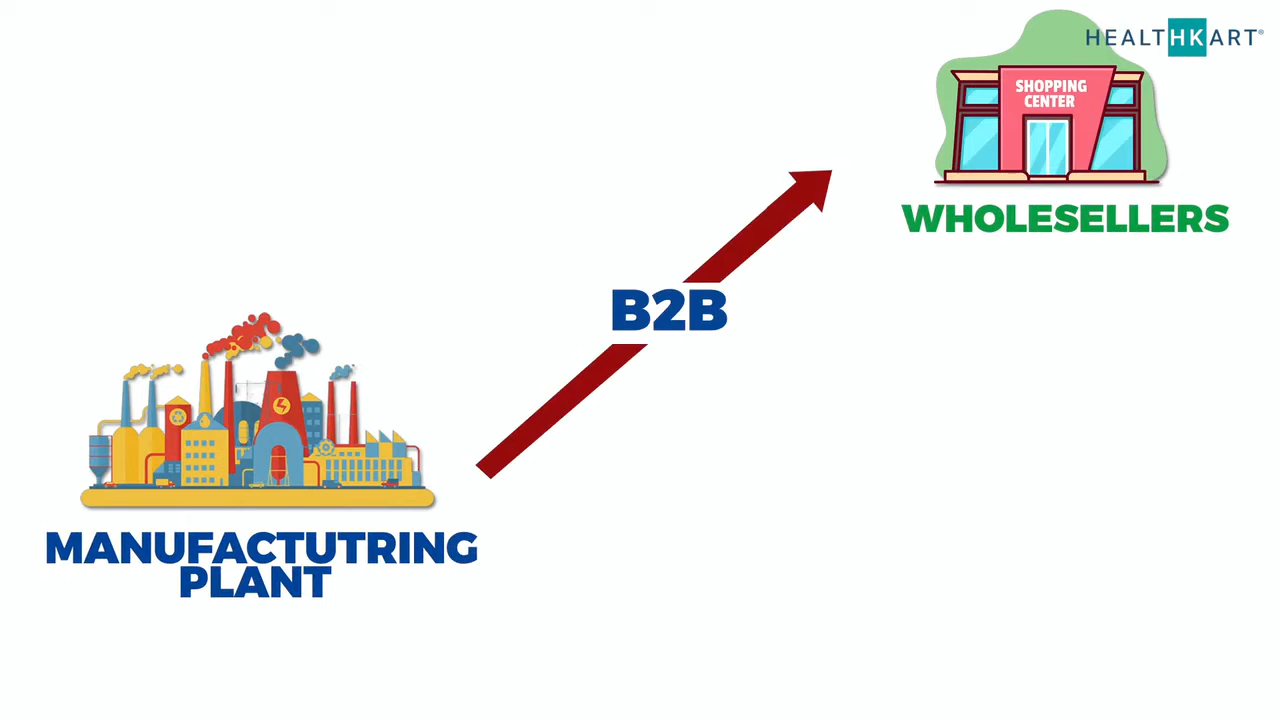 HEALTHKART®
SHOPPING
CENTER
WHOLESELLERS
B2B
MANUFACTUTRING
PLANT